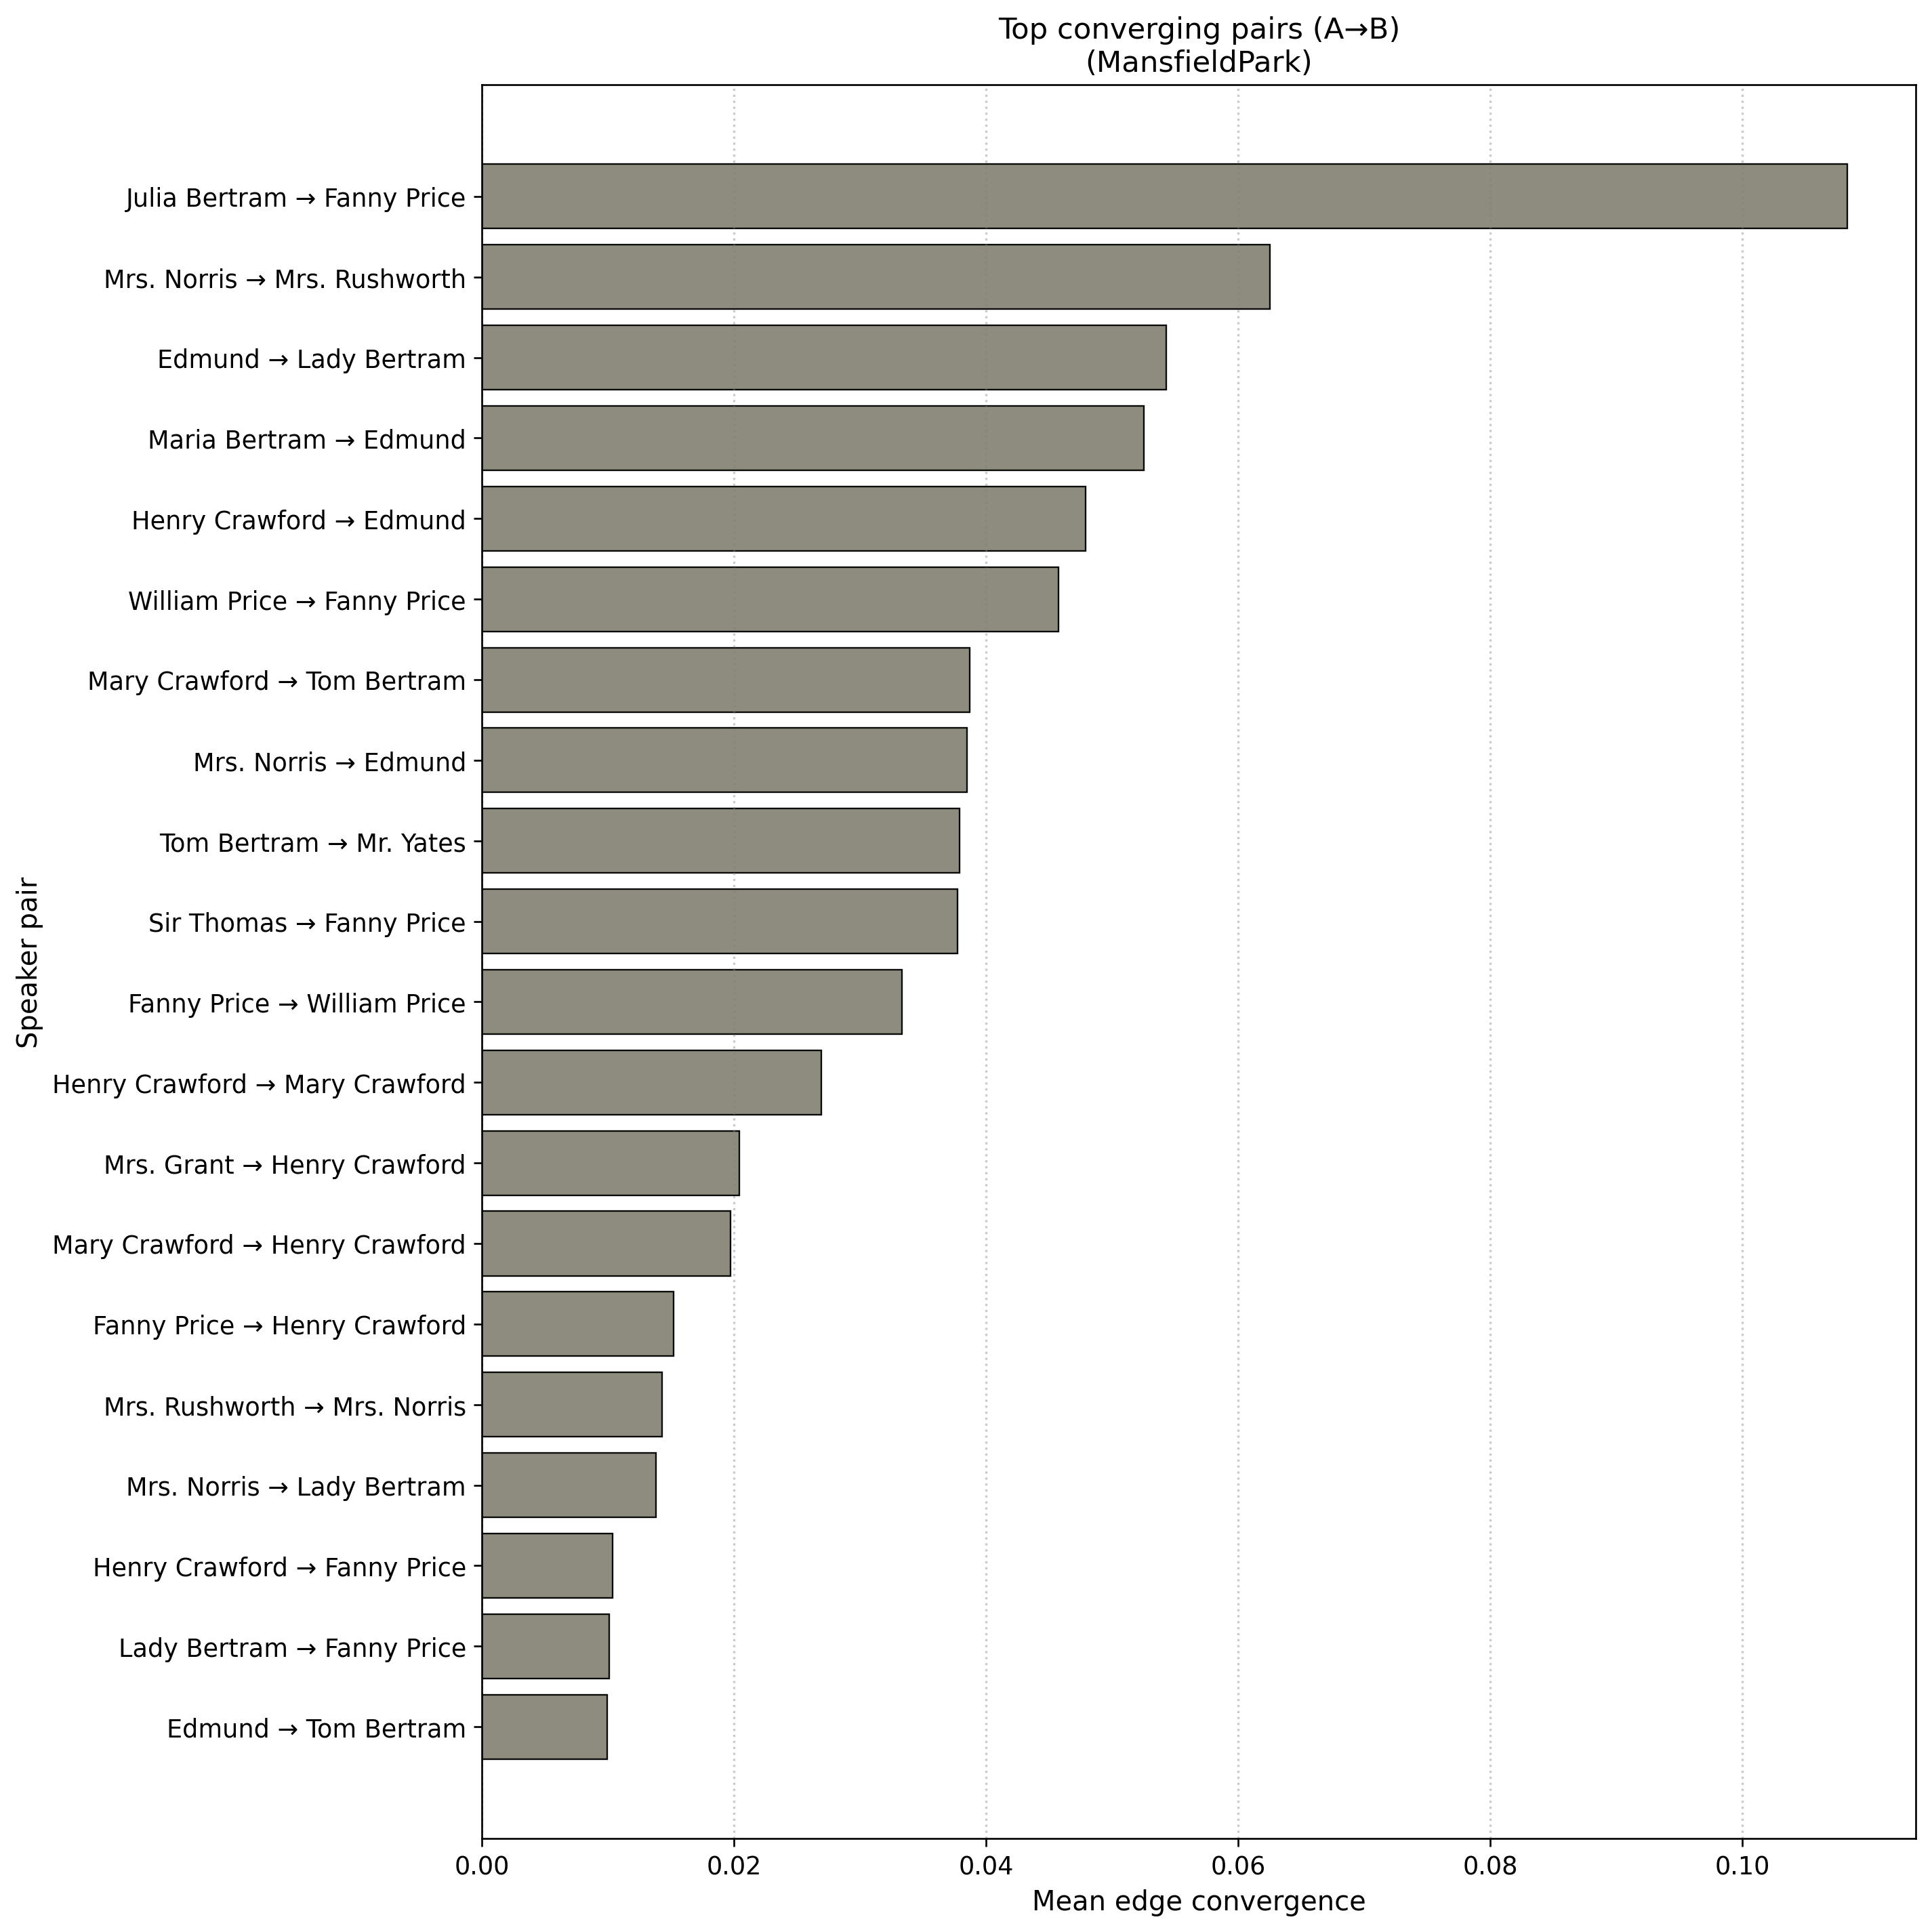 Top converging pairs (A→B)
(MansfieldPark)
Speaker pair
Julia Bertram → Fanny Price
Mrs. Norris → Mrs. Rushworth
Edmund → Lady Bertram
Maria Bertram → Edmund
Henry Crawford → Edmund
William Price → Fanny Price
Mary Crawford → Tom Bertram
Mrs. Norris → Edmund
Tom Bertram → Mr. Yates
Sir Thomas → Fanny Price
Fanny Price → William Price
Henry Crawford → Mary Crawford
Mrs. Grant → Henry Crawford
Mary Crawford → Henry Crawford
Fanny Price → Henry Crawford
Mrs. Rushworth → Mrs. Norris
Mrs. Norris → Lady Bertram
Henry Crawford → Fanny Price
Lady Bertram → Fanny Price
Edmund → Tom Bertram
0.00 0.02 0.04 0.06 0.08 0.10
Mean edge convergence